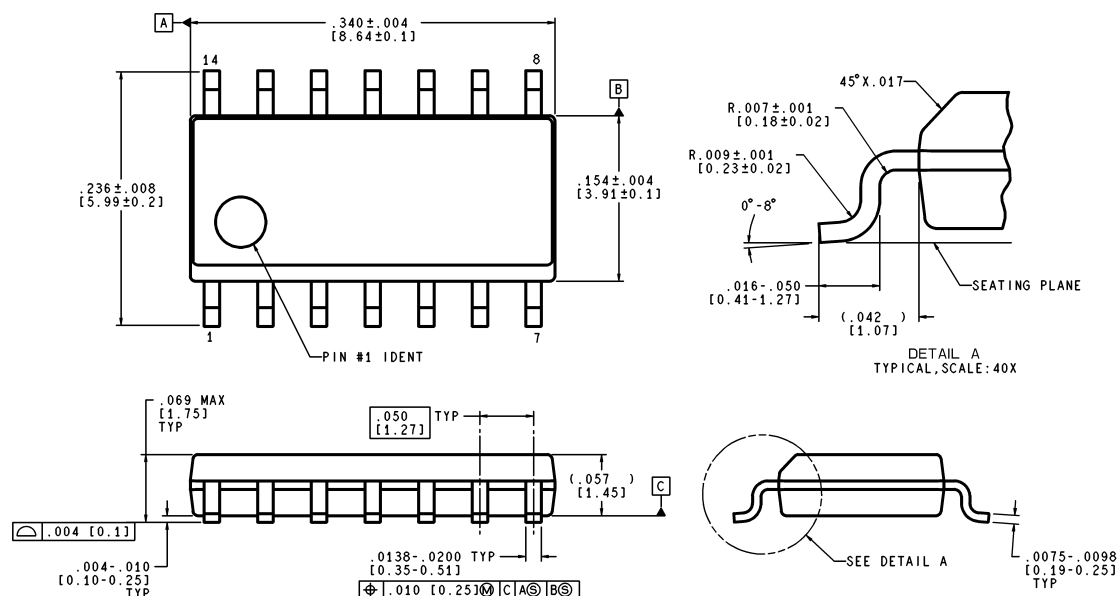 A
.340±.004
[8.64±0.1]
14
8
B
.236±.008
[5.99±0.2]
.154±.004
[3.91±0.1]
1
7
PIN #1 IDENT
45°X.017
R.007±.001
[0.18±0.02]
R.009±.001
[0.23±0.02]
0°-8°
SEATING PLANE
.016-.050
[0.41-1.27]
(.042 )
[1.07]
DETAIL A
TYPICAL,SCALE:40X
.069 MAX
[1.75]
TYP
.050 TYP
[1.27]
(.057 )
[1.45]
C
.004 [0.1]
.004-.010
[0.10-0.25]
TYP
.0138-.0200 TYP
[0.35-0.51]
⌖ .010 [0.25]Ⓜ C AⓈ BⓈ
SEE DETAIL A
.0075-.0098
[0.19-0.25]
TYP